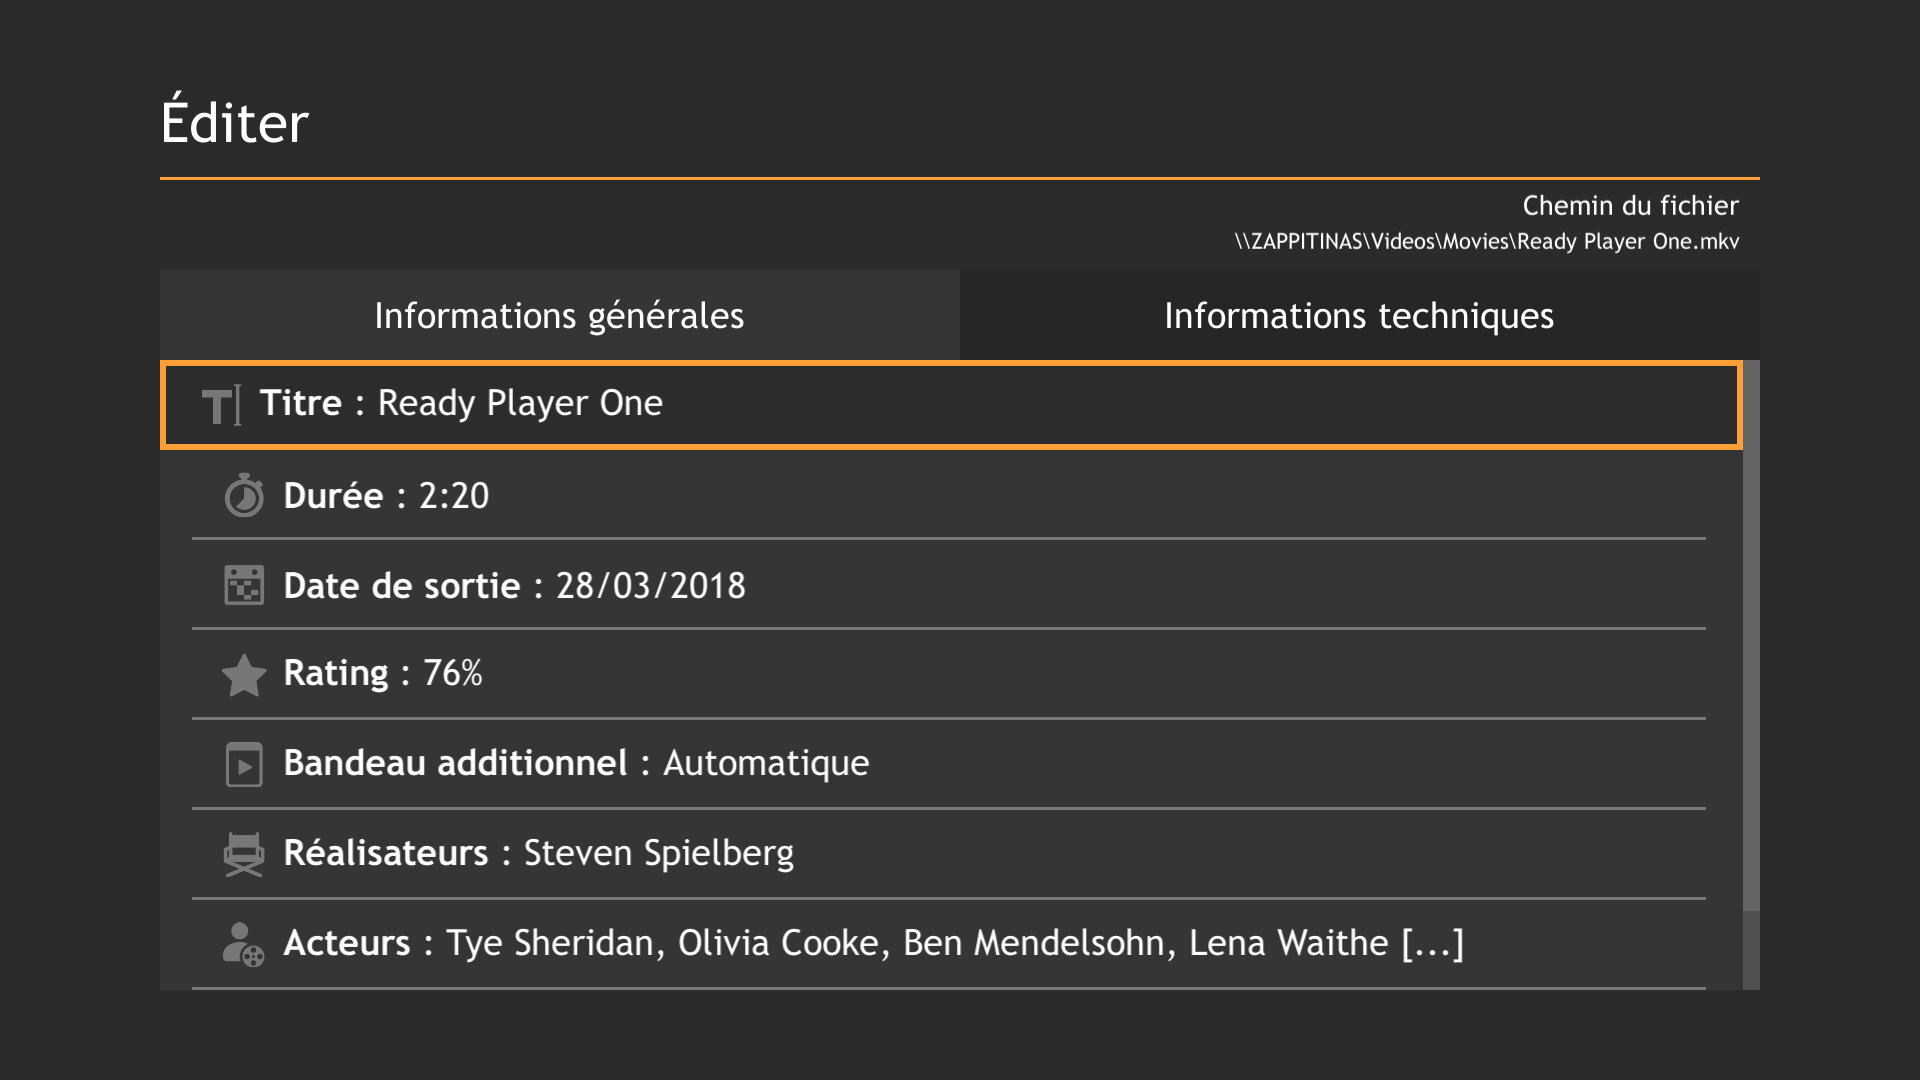 Éditer
Chemin du fichier
\\ZAPPITINAS\Videos\Movies\Ready Player One.mkv
Informations générales
Informations techniques
Titre : Ready Player One
Durée : 2:20
Date de sortie : 28/03/2018
Rating : 76%
Bandeau additionnel : Automatique
Réalisateurs : Steven Spielberg
Acteurs : Tye Sheridan, Olivia Cooke, Ben Mendelsohn, Lena Waithe [...]